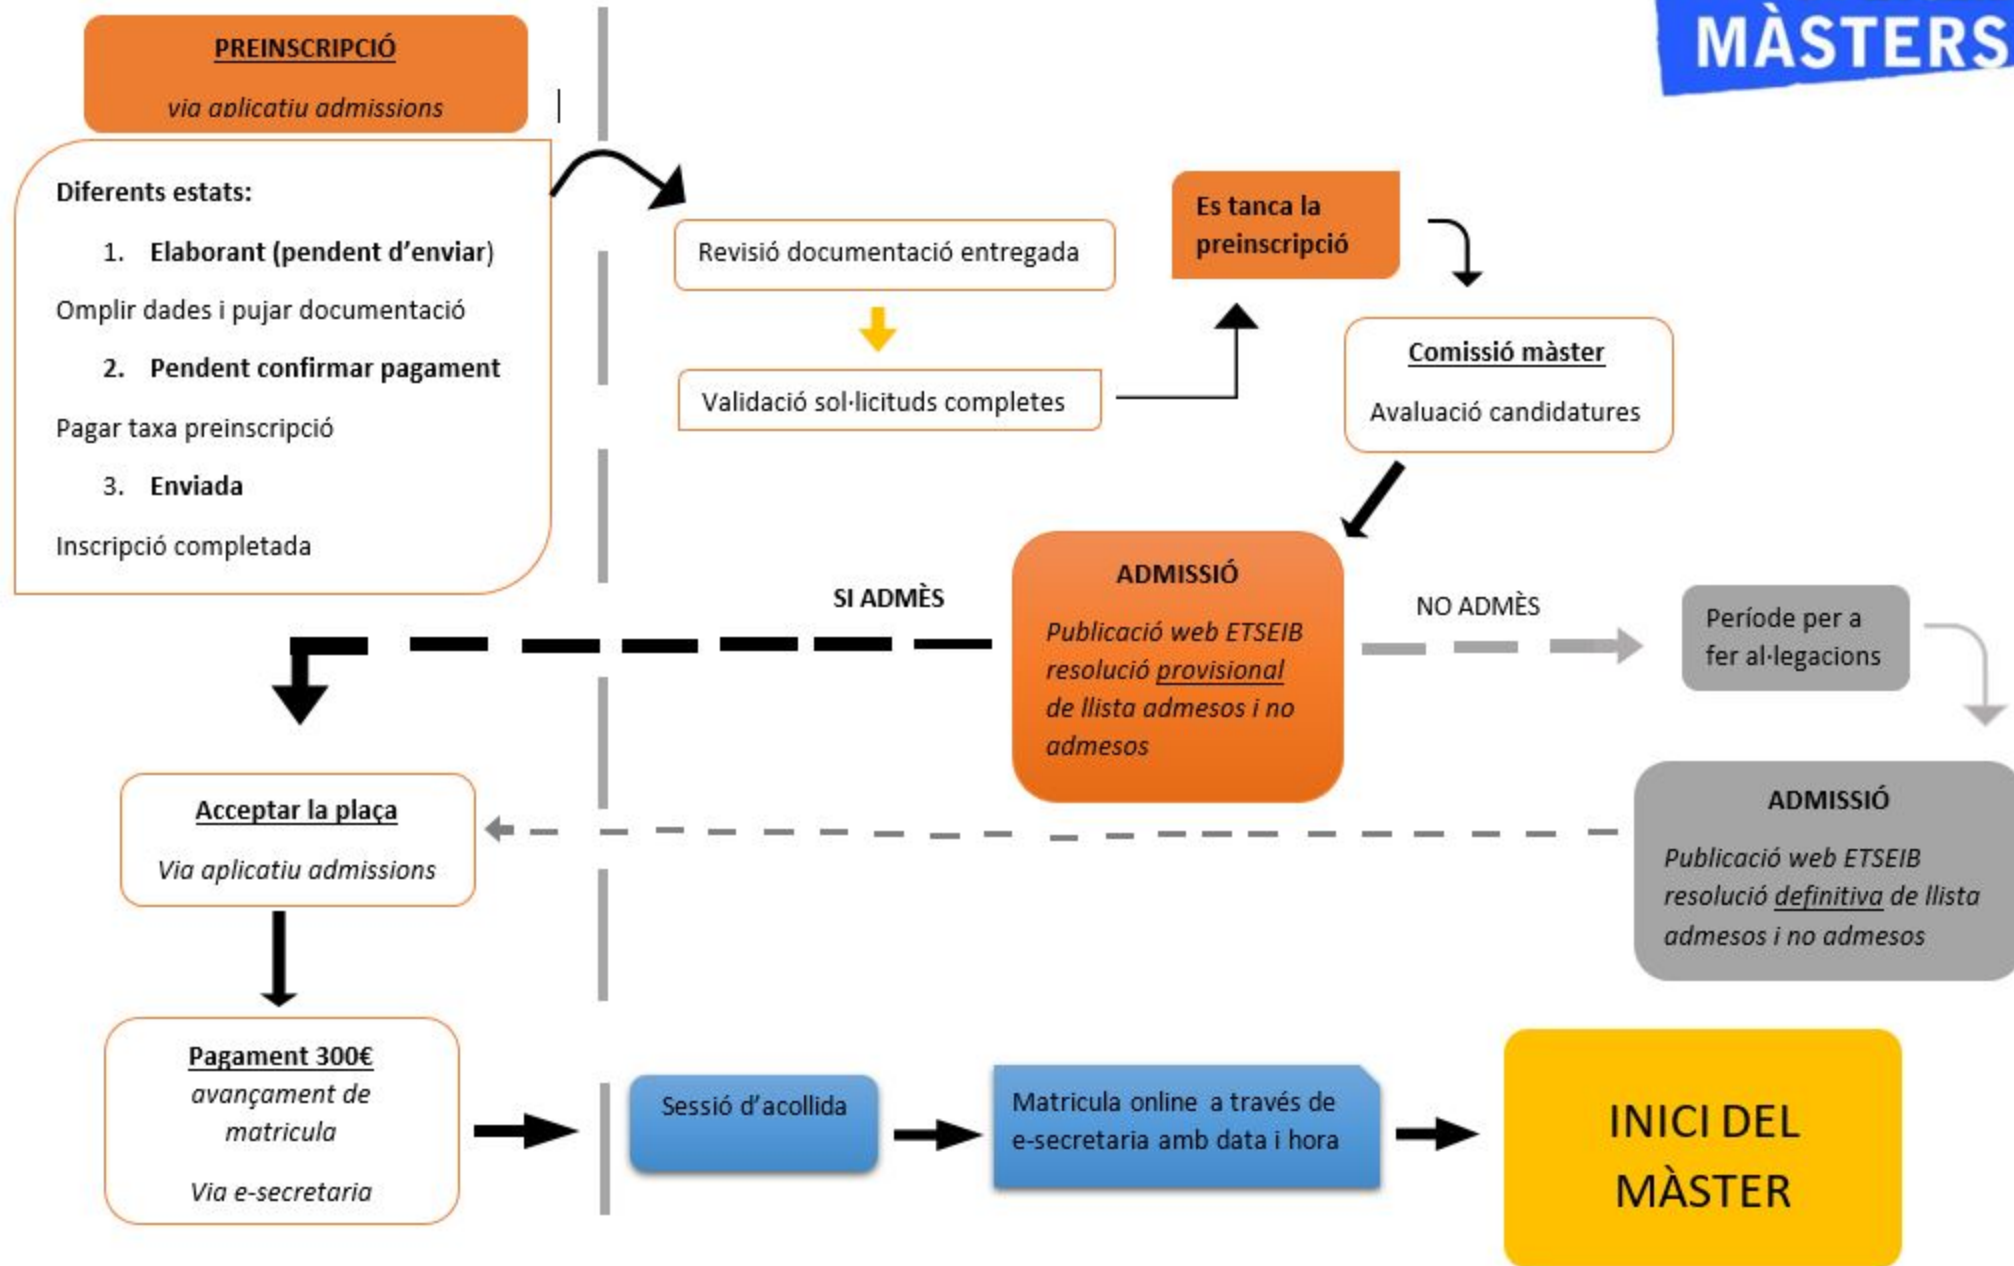 MÀSTERS
PREINSCRIPCIÓ
via aplicatiu admissions
Diferents estats:
1. Elaborant (pendent d'enviar)
Omplir dades i pujar documentació
2. Pendent confirmar pagament
Pagar taxa preinscripció
3. Enviada
Inscripció completada
Revisió documentació entregada
Validació sol·licituds completes
Es tanca la
preinscripció
Comissió màster
Avaluació candidatures
ADMISSIÓ
Publicació web ETSEIB
resolució provisional
de llista admesos i no
admesos
SI ADMÈS
NO ADMÈS
Període per a
fer al·legacions
ADMISSIÓ
Publicació web ETSEIB
resolució definitiva de llista
admesos i no admesos
Acceptar la plaça
Via aplicatiu admissions
Pagament 300€
avançament de
matricula
Via e-secretaria
Sessió d'acollida
Matricula online a través de
e-secretaria amb data i hora
INICI DEL
MÀSTER